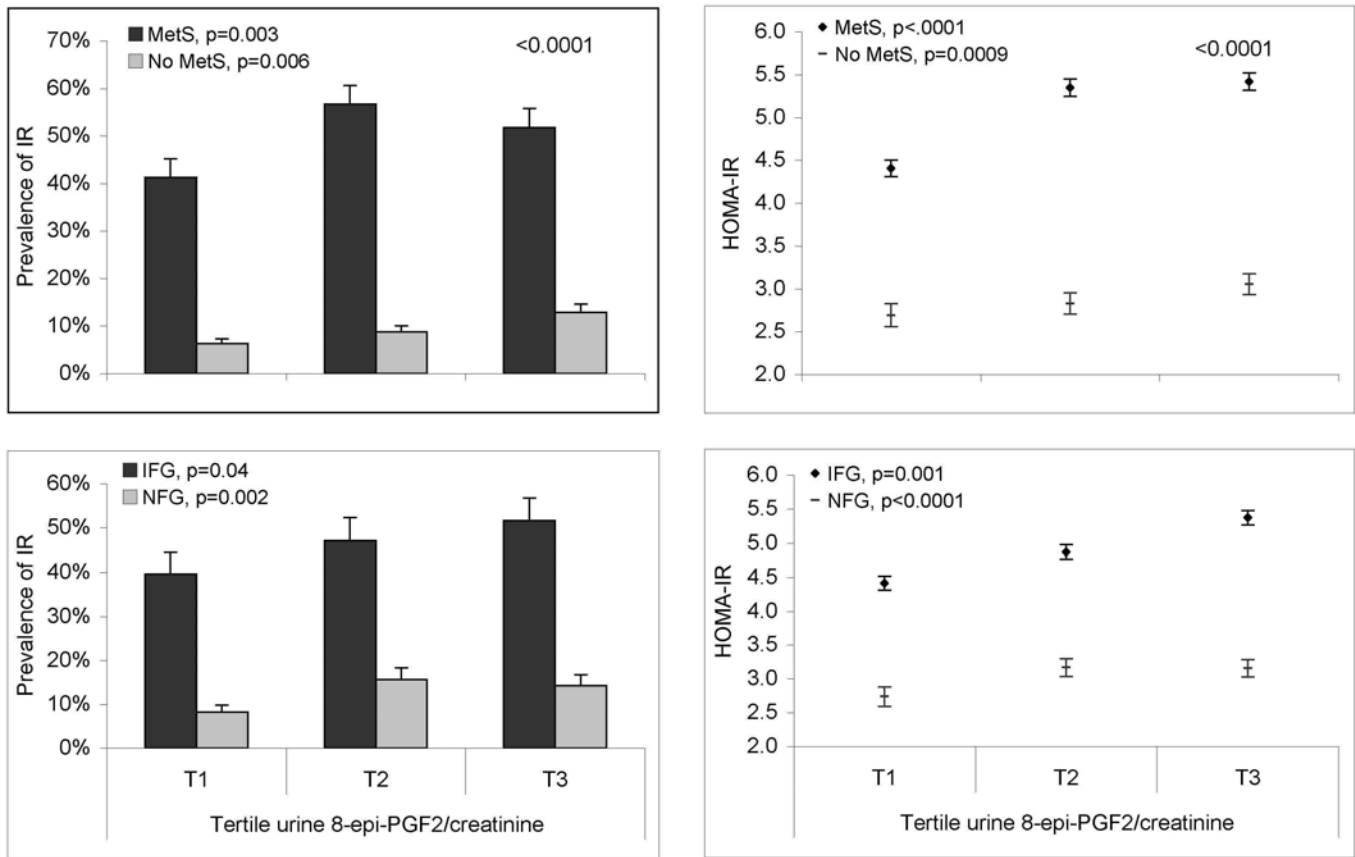 MetS, p=0.003
No MetS, p=0.006
<0.0001
Prevalence of IR
70%
60%
50%
40%
30%
20%
10%
0%
MetS, p<.0001
No MetS, p=0.0009
<0.0001
HOMA-IR
6.0
5.5
5.0
4.5
4.0
3.5
3.0
2.5
2.0
IFG, p=0.04
NFG, p=0.002
Prevalence of IR
60%
50%
40%
30%
20%
10%
0%
T1 T2 T3
Tertile urine 8-epi-PGF2/creatinine
IFG, p=0.001
NFG, p<0.0001
HOMA-IR
6.0
5.5
5.0
4.5
4.0
3.5
3.0
2.5
2.0
T1 T2 T3
Tertile urine 8-epi-PGF2/creatinine